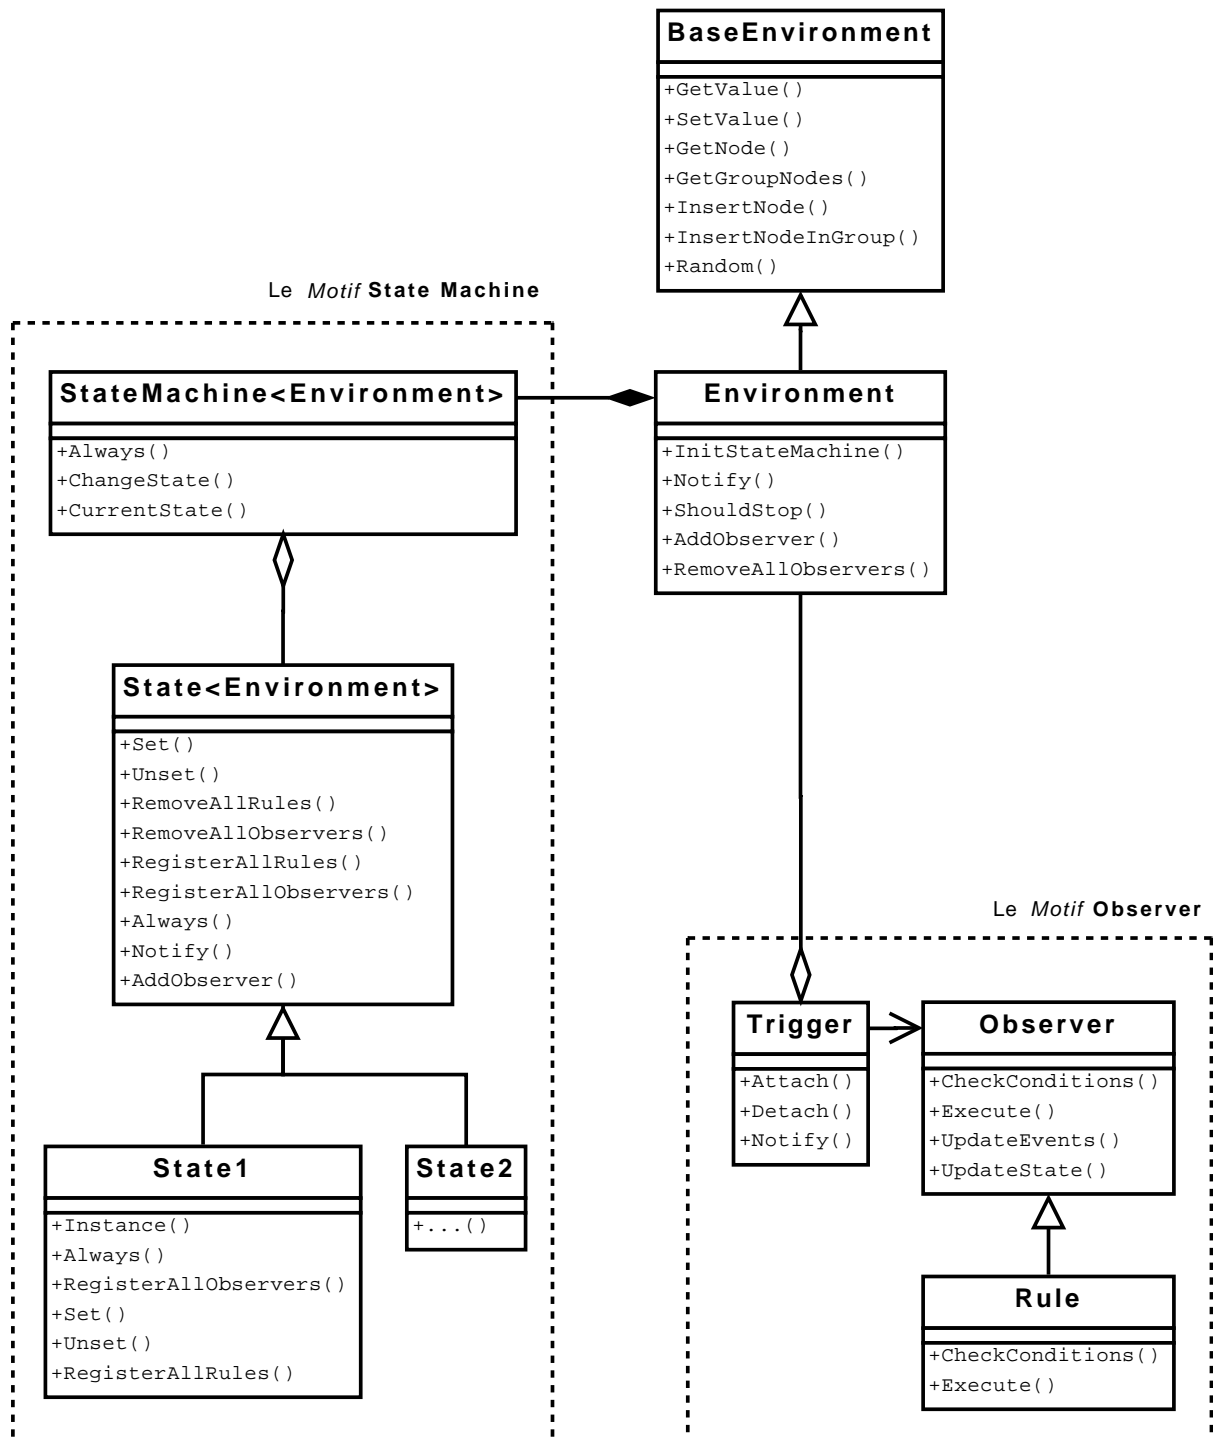 BaseEnvironment
+GetValue()
+SetValue()
+GetNode()
+GetGroupNodes()
+InsertNode()
+InsertNodeInGroup()
+Random()
Le Motif State Machine
StateMachine<Environment>
+Always()
+ChangeState()
+CurrentState()
Environment
+InitStateMachine()
+Notify()
+ShouldStop()
+AddObserver()
+RemoveAllObservers()
State<Environment>
+Set()
+Unset()
+RemoveAllRules()
+RemoveAllObservers()
+RegisterAllRules()
+RegisterAllObservers()
+Always()
+Notify()
+AddObserver()
State1
+Instance()
+Always()
+RegisterAllObservers()
+Set()
+Unset()
+RegisterAllRules()
State2
+...()
Le Motif Observer
Trigger
+Attach()
+Detach()
+Notify()
Observer
+CheckConditions()
+Execute()
+UpdateEvents()
+UpdateState()
Rule
+CheckConditions()
+Execute()